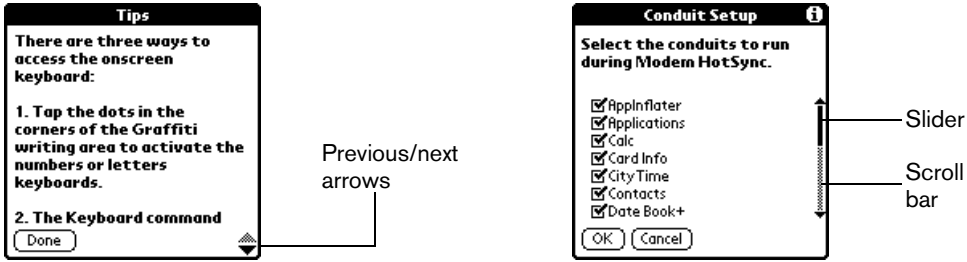 Tips
There are three ways to
access the onscreen
keyboard:
1. Tap the dots in the
corners of the Graffiti
writing area to activate the
numbers or letters
keyboards.
2. The Keyboard command
Done
Previous/next
arrows
Conduit Setup
Select the conduits to run
during Modem HotSync.
AppInflater
Applications
Calc
Card Info
CityTime
Contacts
Date Book+
OK Cancel
Slider
Scroll
bar